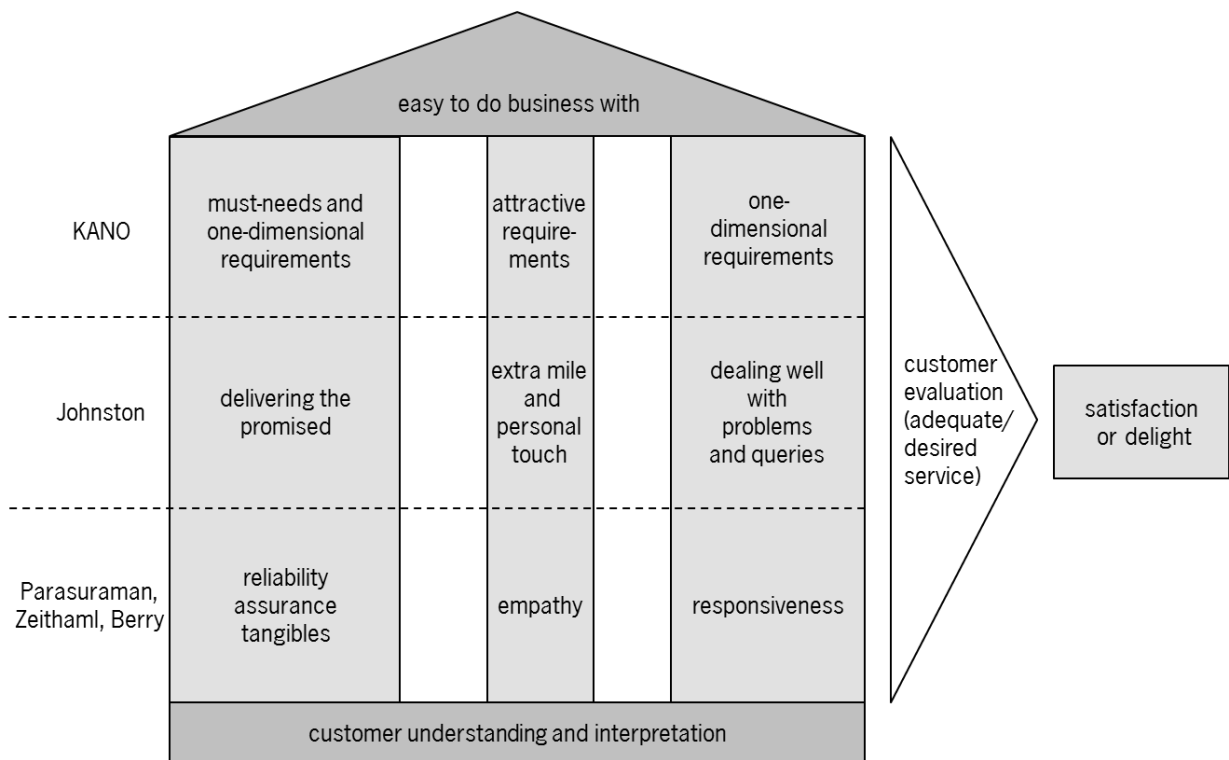 easy to do business with
KANO
must-needs and
one-dimensional
requirements
attractive
require-
ments
one-
dimensional
requirements
Johnston
delivering the
promised
extra mile
and
personal
touch
dealing well
with
problems
and queries
customer
evaluation
(adequate/
desired
service)
satisfaction
or delight
Parasuraman,
Zeithaml, Berry
reliability
assurance
tangibles
empathy
responsiveness
customer understanding and interpretation